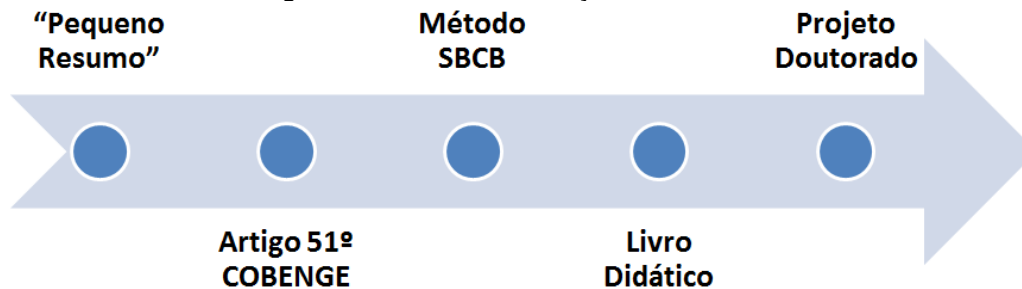 “Pequeno
Resumo”
Artigo 51º
COBENGE
Método
SBCB
Livro
Didático
Projeto
Doutorado